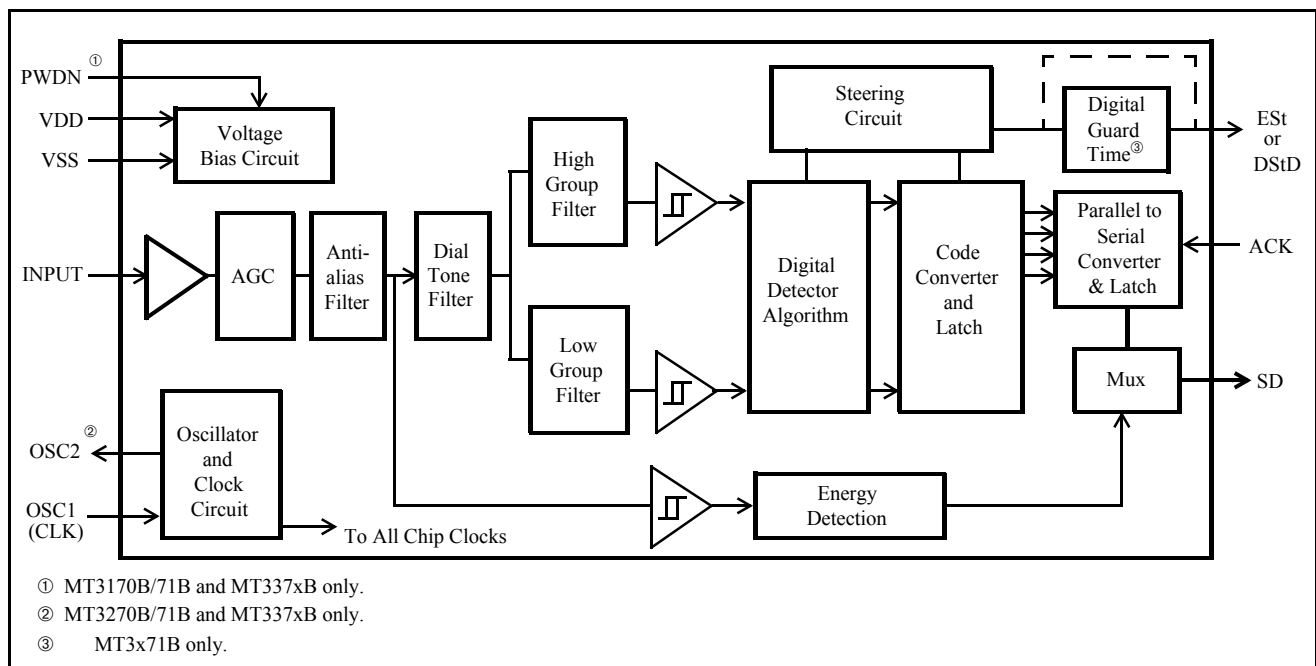 PWDN ①
VDD
VSS
Voltage
Bias Circuit
INPUT
AGC
Anti-
alias
Filter
Dial
Tone
Filter
High
Group
Filter
Low
Group
Filter
Steering
Circuit
Digital
Detector
Algorithm
Code
Converter
and
Latch
Digital
Guard
Time③
ESt
or
DStD
Parallel to
Serial
Converter
& Latch
ACK
Mux
SD
OSC2 ②
OSC1
(CLK)
Oscillator
and
Clock
Circuit
To All Chip Clocks
Energy
Detection
① MT3170B/71B and MT337xB only.
② MT3270B/71B and MT337xB only.
③ MT3x71B only.